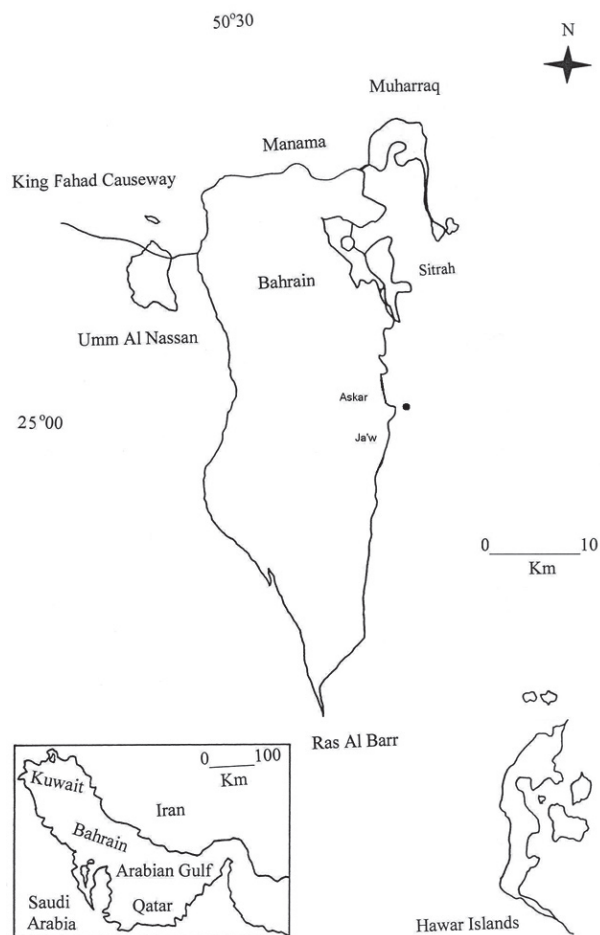 50°30
N
Muharraq
Manama
King Fahad Causeway
Sitrah
Bahrain
Umm Al Nassan
Askar
25°00
Ja'w
0 10
Km
Ras Al Barr
0 100
Km
Kuwait
Iran
Bahrain
Arabian Gulf
Saudi
Arabia
Qatar
Hawar Islands